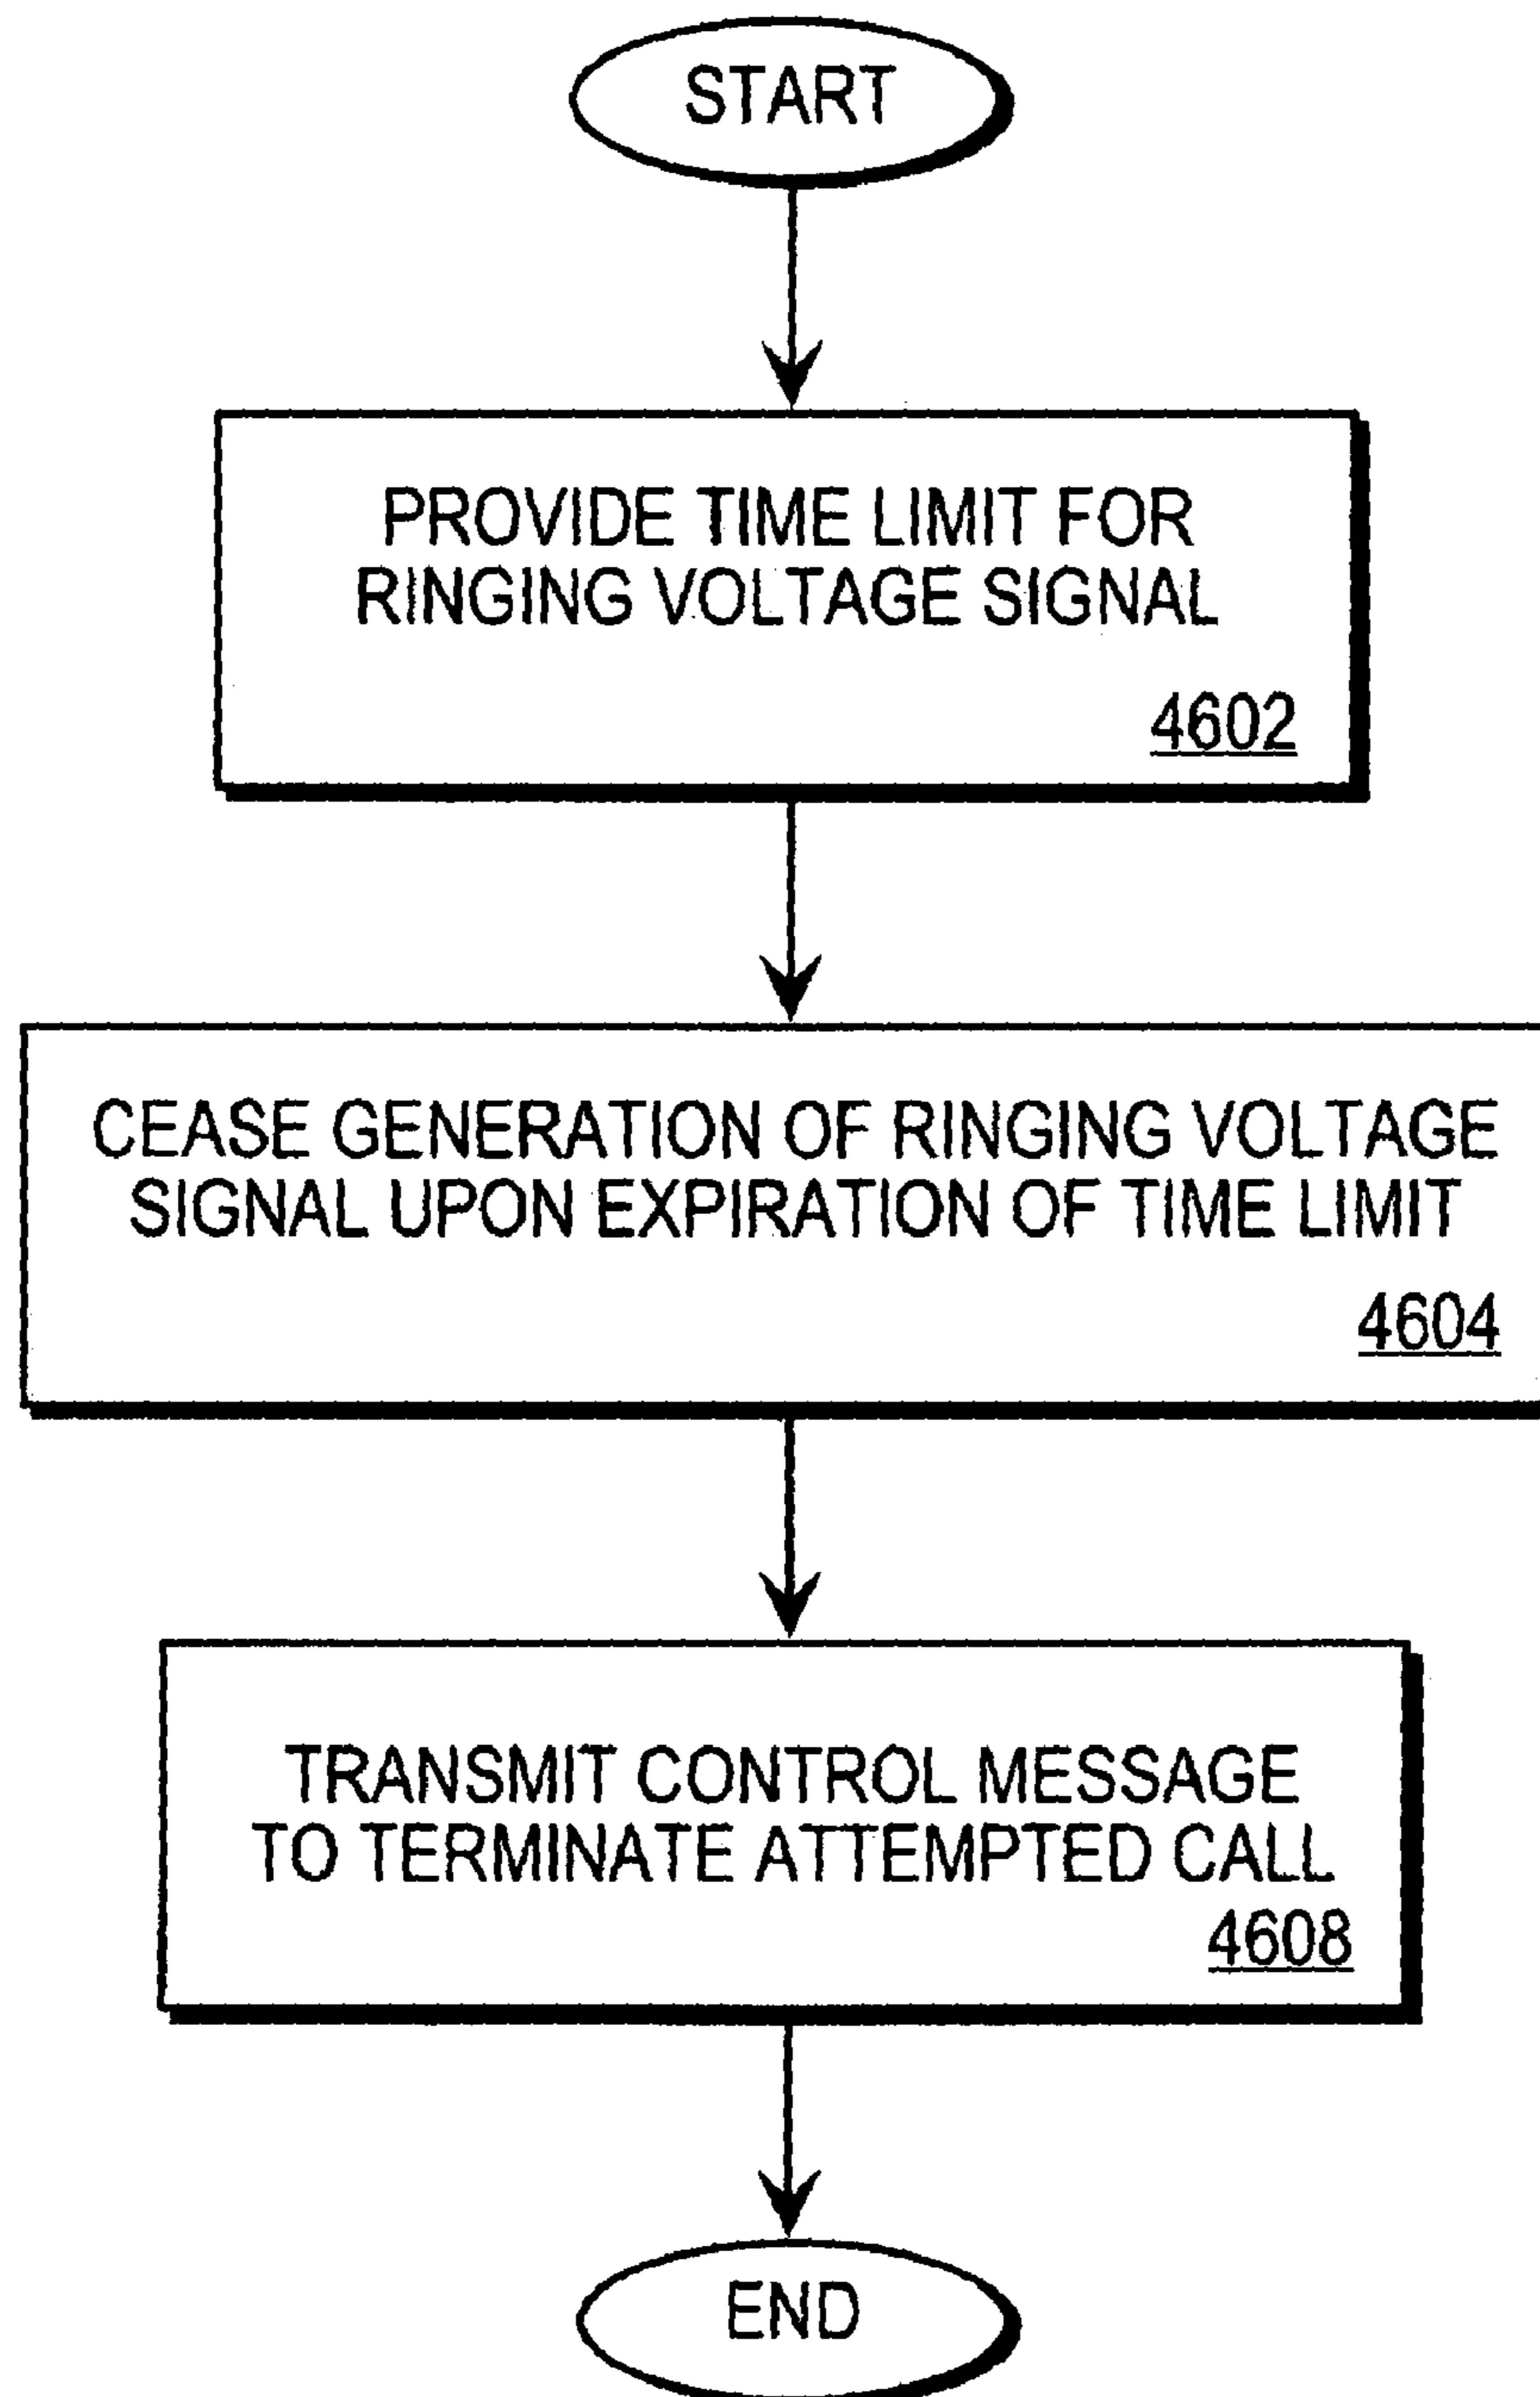 START
PROVIDE TIME LIMIT FOR
RINGING VOLTAGE SIGNAL
4602
CEASE GENERATION OF RINGING VOLTAGE
SIGNAL UPON EXPIRATION OF TIME LIMIT
4604
TRANSMIT CONTROL MESSAGE
TO TERMINATE ATTEMPTED CALL
4608
END